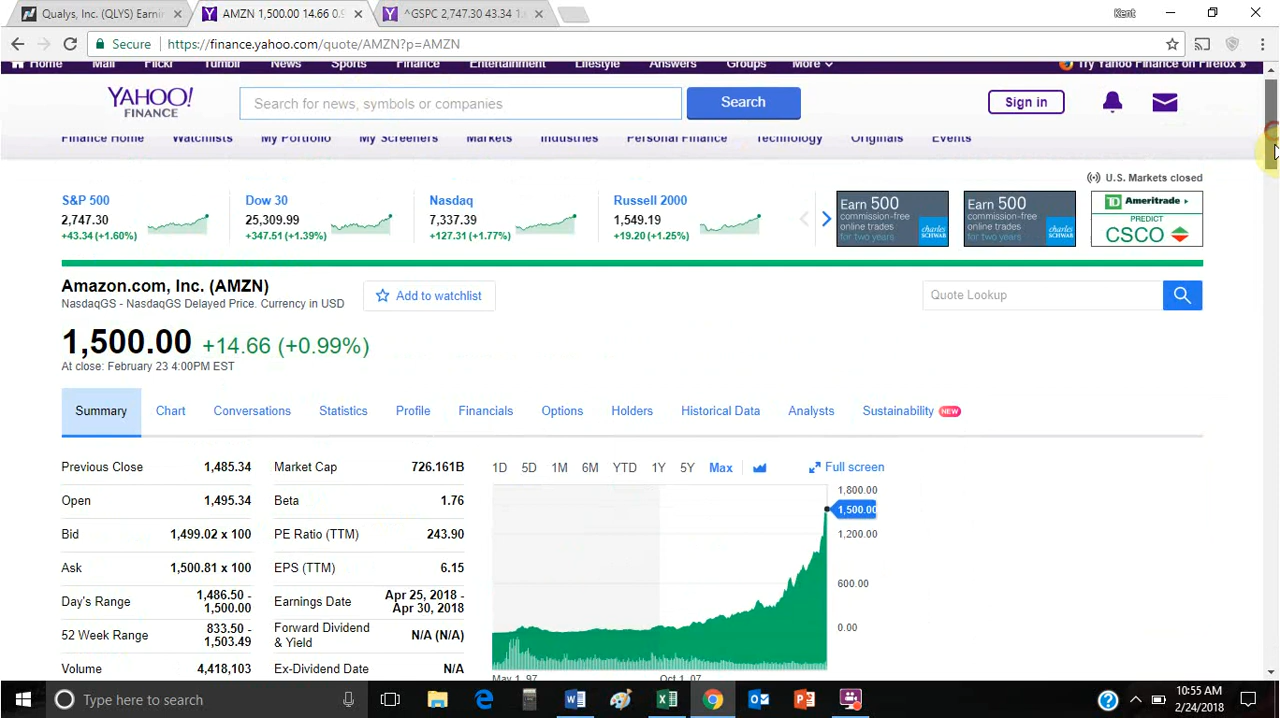 Qualys, Inc. (QLYS) Earni
AMZN 1,500.00 14.66 0.9
^GSPC 2,747.30 43.34 1.
Kent
Secure
https://finance.yahoo.com/quote/AMZN?p=AMZN
Home Mail Flickr Tumblr News Sports Finance Entertainment Lifestyle Answers Groups More
Try Yahoo Finance on Firefox »
YAHOO!
FINANCE
Search for news, symbols or companies
Search
Sign in
Finance Home Watchlists My Portfolio My Screeners Markets Industries Personal Finance Technology Originals Events
U.S. Markets closed
S&P 500
2,747.30
+43.34 (+1.60%)
Dow 30
25,309.99
+347.51 (+1.39%)
Nasdaq
7,337.39
+127.31 (+1.77%)
Russell 2000
1,549.19
+19.20 (+1.25%)
Earn 500
commission-free
online trades
for two years
charles
SCHWAB
Earn 500
commission-free
online trades
for two years
charles
SCHWAB
TD Ameritrade
PREDICT
CSCO
Amazon.com, Inc. (AMZN)
NasdaqGS - NasdaqGS Delayed Price. Currency in USD
Add to watchlist
Quote Lookup
1,500.00 +14.66 (+0.99%)
At close: February 23 4:00PM EST
Summary Chart Conversations Statistics Profile Financials Options Holders Historical Data Analysts Sustainability NEW
Previous Close 1,485.34
Open 1,495.34
Bid 1,499.02 x 100
Ask 1,500.81 x 100
Day's Range 1,486.50 -
1,500.00
52 Week Range 833.50 -
1,503.49
Volume 4,418,103
Market Cap 726.161B
Beta 1.76
PE Ratio (TTM) 243.90
EPS (TTM) 6.15
Earnings Date Apr 25, 2018 -
Apr 30, 2018
Forward Dividend
& Yield N/A (N/A)
Ex-Dividend Date N/A
1D 5D 1M 6M YTD 1Y 5Y Max
Full screen
1,800.00
1,500.00
1,200.00
600.00
0.00
May 1, 97
Oct 1, 07
Type here to search
10:55 AM
2/24/2018